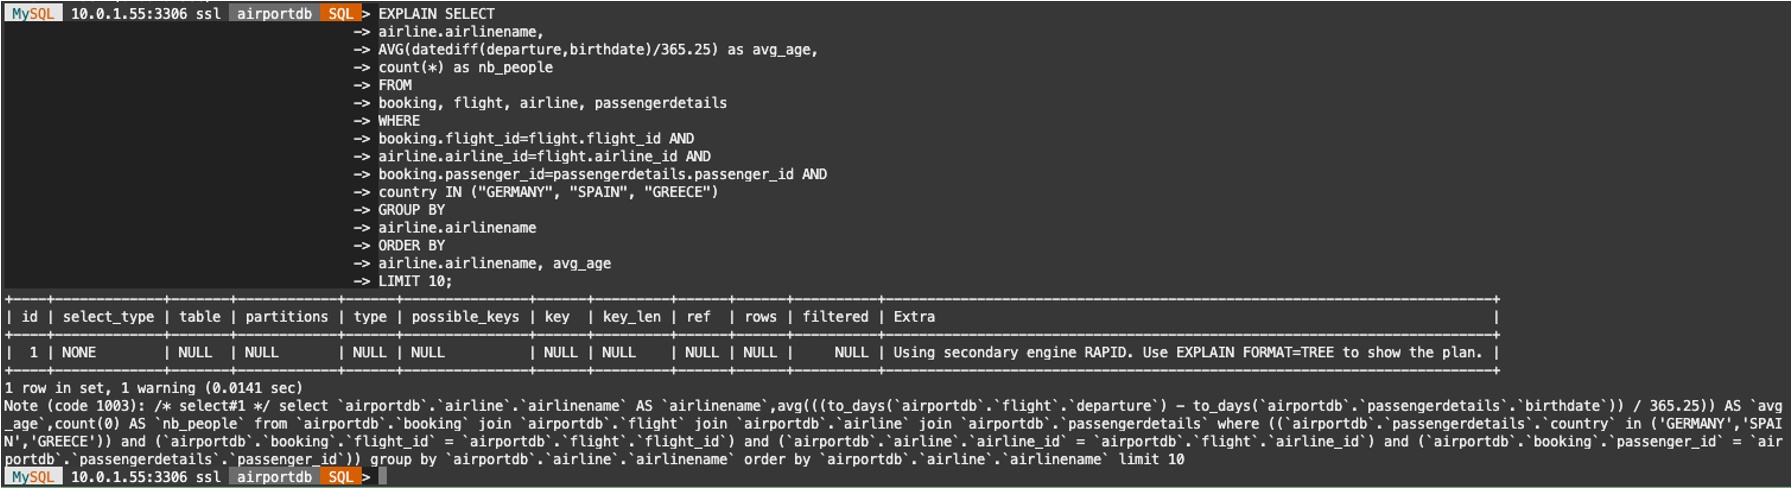 MySQL 10.0.1.55:3306 ssl airportdb SQL > EXPLAIN SELECT
-> airline.airlinename,
-> AVG(datediff(departure,birthdate)/365.25) as avg_age,
-> count(*) as nb_people
-> FROM
-> booking, flight, airline, passengerdetails
-> WHERE
-> booking.flight_id=flight.flight_id AND
-> airline.airline_id=flight.airline_id AND
-> booking.passenger_id=passengerdetails.passenger_id AND
-> country IN ("GERMANY", "SPAIN", "GREECE")
-> GROUP BY
-> airline.airlinename
-> ORDER BY
-> airline.airlinename, avg_age
-> LIMIT 10;
+----+-------------+-------+------------+------+---------------+------+---------+------+------+----------+-------------------------------------------------------------------------+
| id | select_type | table | partitions | type | possible_keys | key | key_len | ref | rows | filtered | Extra |
+----+-------------+-------+------------+------+---------------+------+---------+------+------+----------+-------------------------------------------------------------------------+
| 1 | NONE | NULL | NULL | NULL | NULL | NULL | NULL | NULL | NULL | NULL | Using secondary engine RAPID. Use EXPLAIN FORMAT=TREE to show the plan. |
+----+-------------+-------+------------+------+---------------+------+---------+------+------+----------+-------------------------------------------------------------------------+
1 row in set, 1 warning (0.0141 sec)
Note (code 1003): /* select#1 */ select `airportdb`.`airline`.`airlinename` AS `airlinename`,avg(((to_days(`airportdb`.`flight`.`departure`) - to_days(`airportdb`.`passengerdetails`.`birthdate`)) / 365.25)) AS `avg
_age`,count(0) AS `nb_people` from `airportdb`.`booking` join `airportdb`.`flight` join `airportdb`.`airline` join `airportdb`.`passengerdetails` where ((`airportdb`.`passengerdetails`.`country` in ('GERMANY','SPAI
N','GREECE')) and (`airportdb`.`booking`.`flight_id` = `airportdb`.`flight`.`flight_id`) and (`airportdb`.`airline`.`airline_id` = `airportdb`.`flight`.`airline_id`) and (`airportdb`.`booking`.`passenger_id` = `air
portdb`.`passengerdetails`.`passenger_id`)) group by `airportdb`.`airline`.`airlinename` order by `airportdb`.`airline`.`airlinename` limit 10
MySQL 10.0.1.55:3306 ssl airportdb SQL >